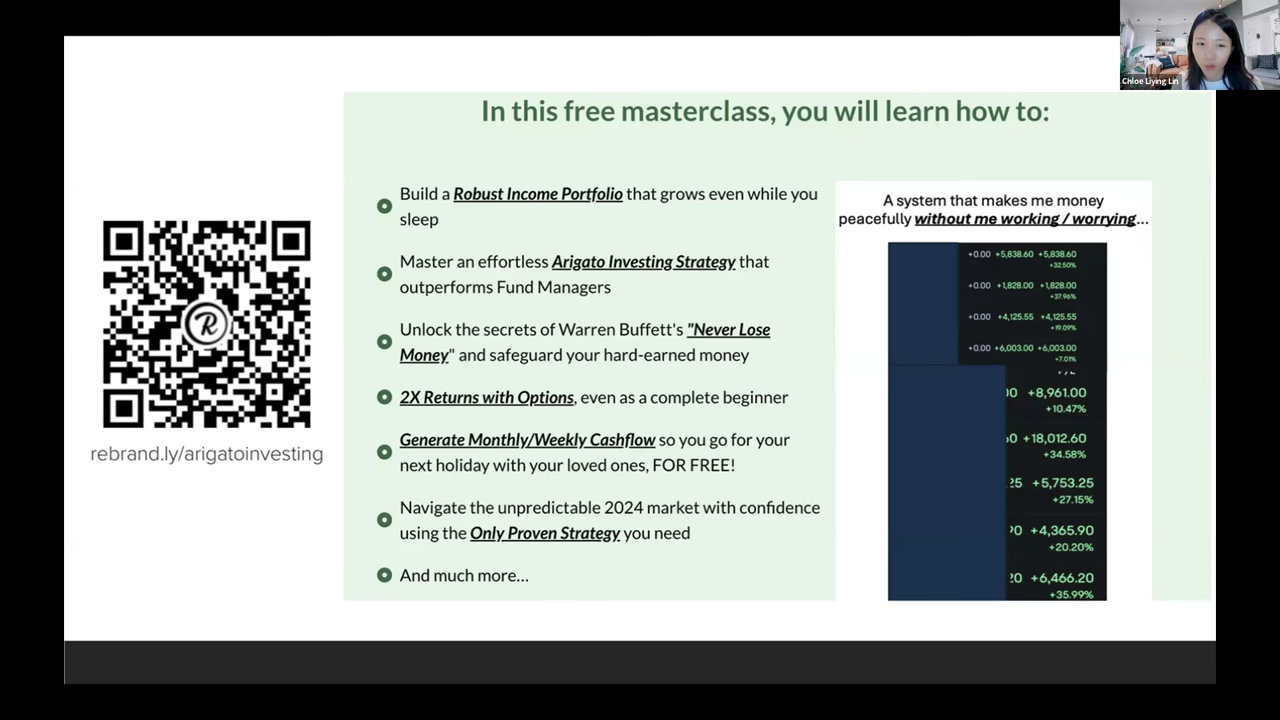 Chloe Liying Lin
In this free masterclass, you will learn how to:
Build a Robust Income Portfolio that grows even while you
sleep
Master an effortless Arigato Investing Strategy that
outperforms Fund Managers
Unlock the secrets of Warren Buffett's "Never Lose
Money" and safeguard your hard-earned money
2X Returns with Options, even as a complete beginner
Generate Monthly/Weekly Cashflow so you go for your
next holiday with your loved ones, FOR FREE!
Navigate the unpredictable 2024 market with confidence
using the Only Proven Strategy you need
And much more...
R
rebrand.ly/arigatoinvesting
A system that makes me money
peacefully without me working / worrying...
+0.00 +5,838.60 +5,838.60
+32.50%
+0.00 +1,828.00 +1,828.00
+37.96%
+0.00 +4,125.55 +4,125.55
+19.09%
+0.00 +6,003.00 +6,003.00
+7.01%
00 +8,961.00
+10.47%
60 +18,012.60
+34.58%
25 +5,753.25
+27.15%
90 +4,365.90
+20.20%
20 +6,466.20
+35.99%